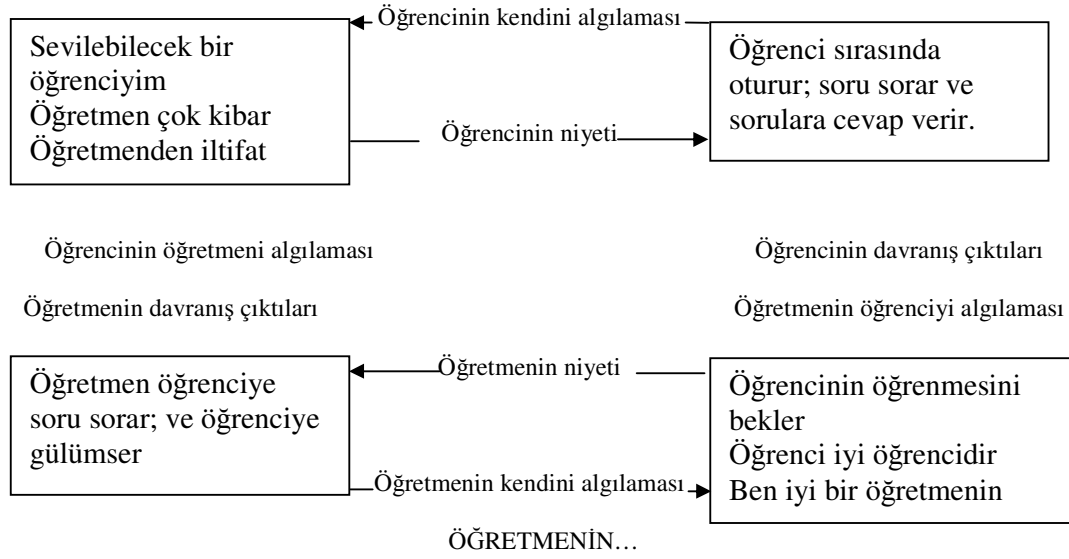 Öğrencinin kendini algılaması
Sevilebilecek bir
öğrenciyim
Öğretmen çok kibar
Öğretmenden iltifat
Öğrenci sırasında
oturur; soru sorar ve
sorulara cevap verir.
Öğrencinin niyeti
Öğrencinin öğretmeni algılaması
Öğrencinin davranış çıktıları
Öğretmenin davranış çıktıları
Öğretmenin öğrenciyi algılaması
Öğretmenin niyeti
Öğretmen öğrenciye
soru sorar; ve öğrenciye
gülümser
Öğrencinin öğrenmesini
bekler
Öğrenci iyi öğrencidir
Ben iyi bir öğretmenin
Öğretmenin kendini algılaması
ÖĞRETMENİN…